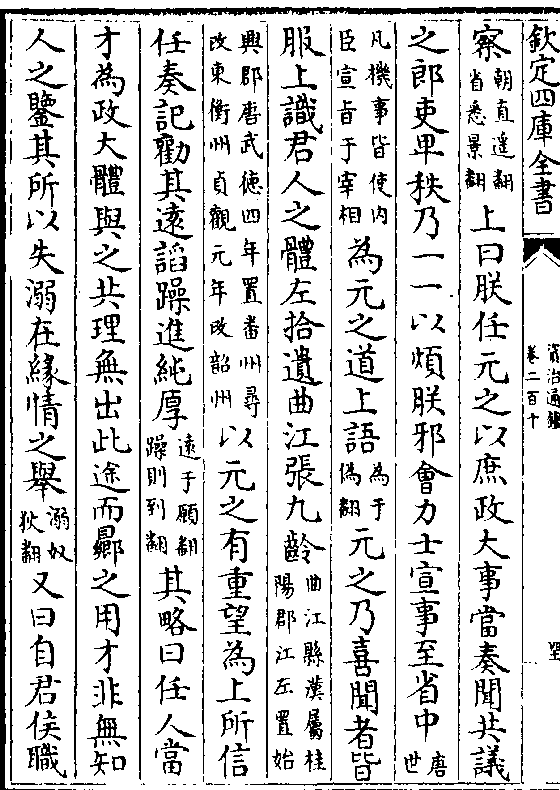 欽定四庫全書
資治通鑑
卷二百十
察朝直遥翻省悉景翻上曰朕任元之以庶政大事當奏聞共議
之郎吏卑秩乃一一以煩朕邪會力士宣事至省中唐世
凡機事皆使内臣宣㫖于宰相為元之道上語為于偽翻元之乃喜聞者皆
服上識君人之體左拾遺曲江張九齡曲江縣漢屬桂陽郡江左置始
興郡唐武徳四年置番州尋改東衡州貞觀元年改韶州以元之有重望為上所信
任奏記勸其逺謟躁進純厚逺于願翻躁則到翻其略曰任人當
才為政大體與之共理無出此途而曏之用才非無知
人之鑒其所以失溺在緣情之舉溺奴狄翻又曰自君侯職